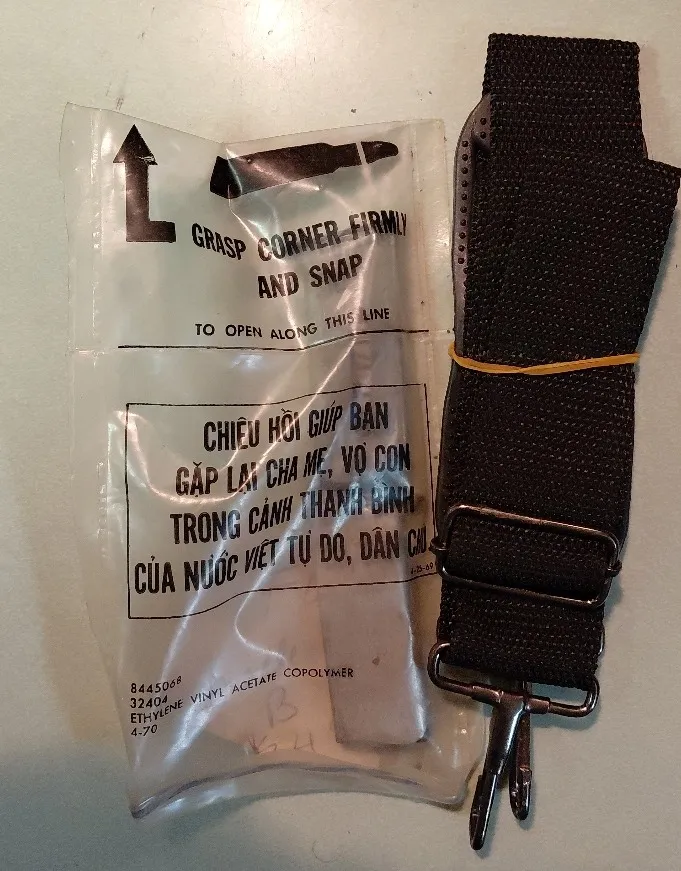 GRASP CORNER FIRMLY
AND SNAP
TO OPEN ALONG THIS LINE
CHIÊU HỒI GIÚP BẠN
GẶP LẠI CHA MẸ, VỢ CON
TRONG CẢNH THANH BÌNH
CỦA NƯỚC VIỆT TỰ DO, DÂN
8445068
32404
ETHYLENE VINYL ACETATE COPOLYMER
4-70
B